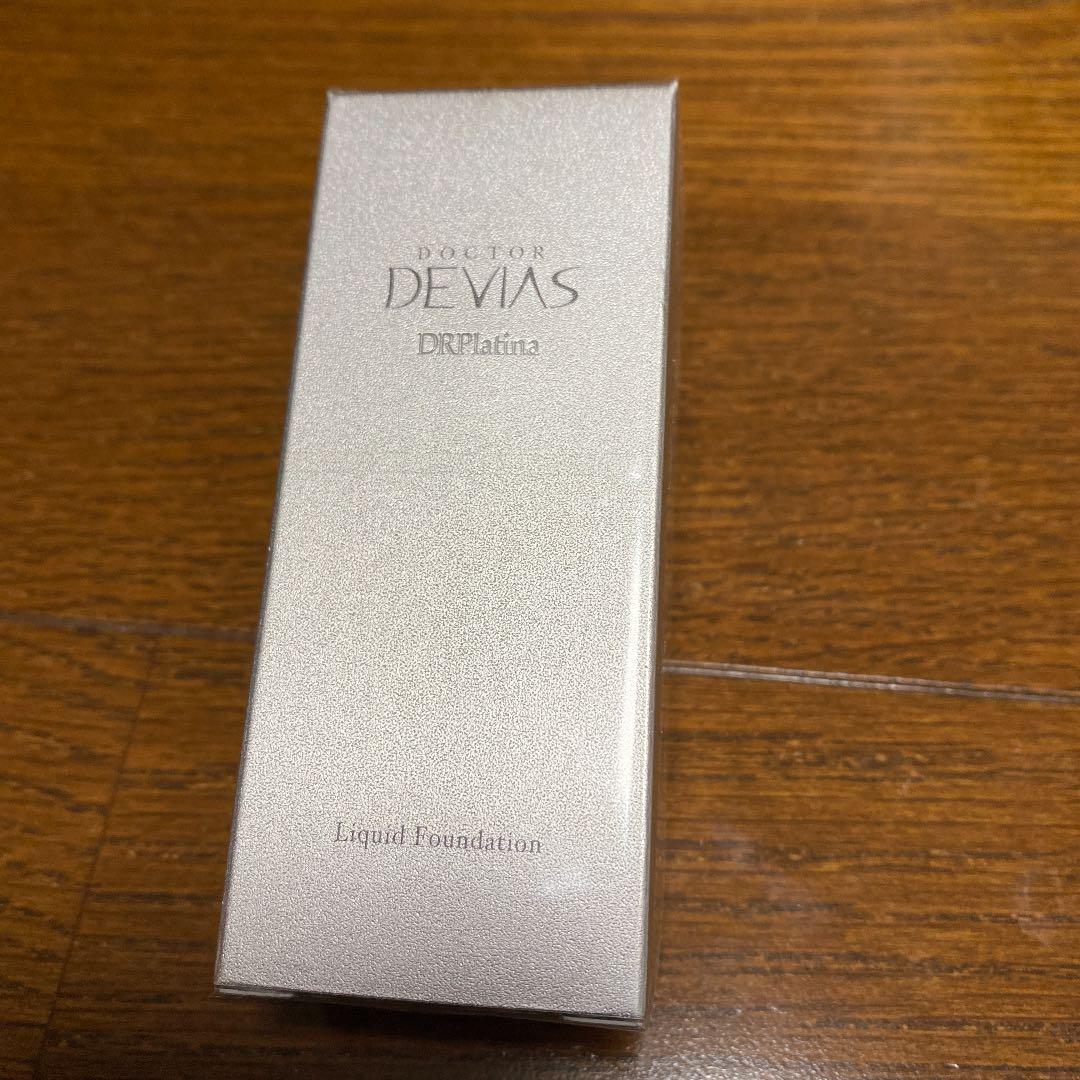 DOCTOR
DEVIAS
DRPlatina
Liquid Foundation